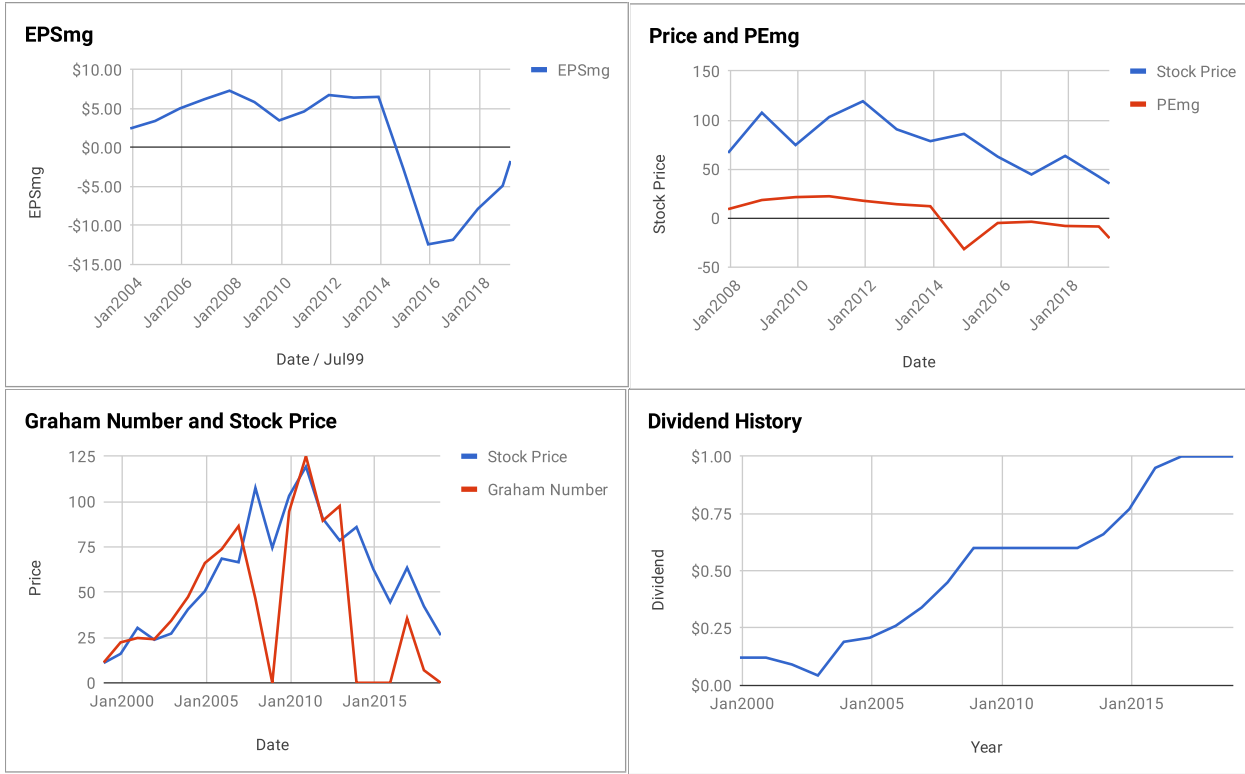 EPSmg
EPSmg
$10.00
$5.00
$0.00
-$5.00
-$10.00
-$15.00
EPSmg
Jan2004
Jan2006
Jan2008
Jan2010
Jan2012
Jan2014
Jan2016
Jan2018
Date / Jul99
Price and PEmg
Stock Price
PEmg
150
100
50
0
-50
Stock Price
Jan2008
Jan2010
Jan2012
Jan2014
Jan2016
Jan2018
Date
Graham Number and Stock Price
Stock Price
Graham Number
125
100
75
50
25
0
Price
Jan2000
Jan2005
Jan2010
Jan2015
Date
Dividend History
$1.00
$0.75
$0.50
$0.25
$0.00
Dividend
Jan2000
Jan2005
Jan2010
Jan2015
Year